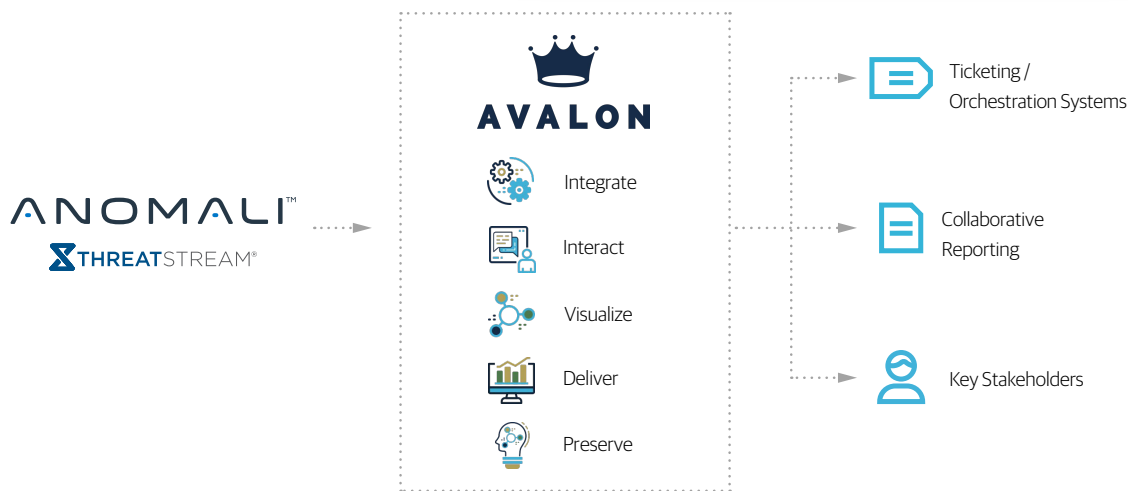 ANOMALI™
THREATSTREAM®
AVALON
Integrate
Interact
Visualize
Deliver
Preserve
Ticketing /
Orchestration Systems
Collaborative
Reporting
Key Stakeholders